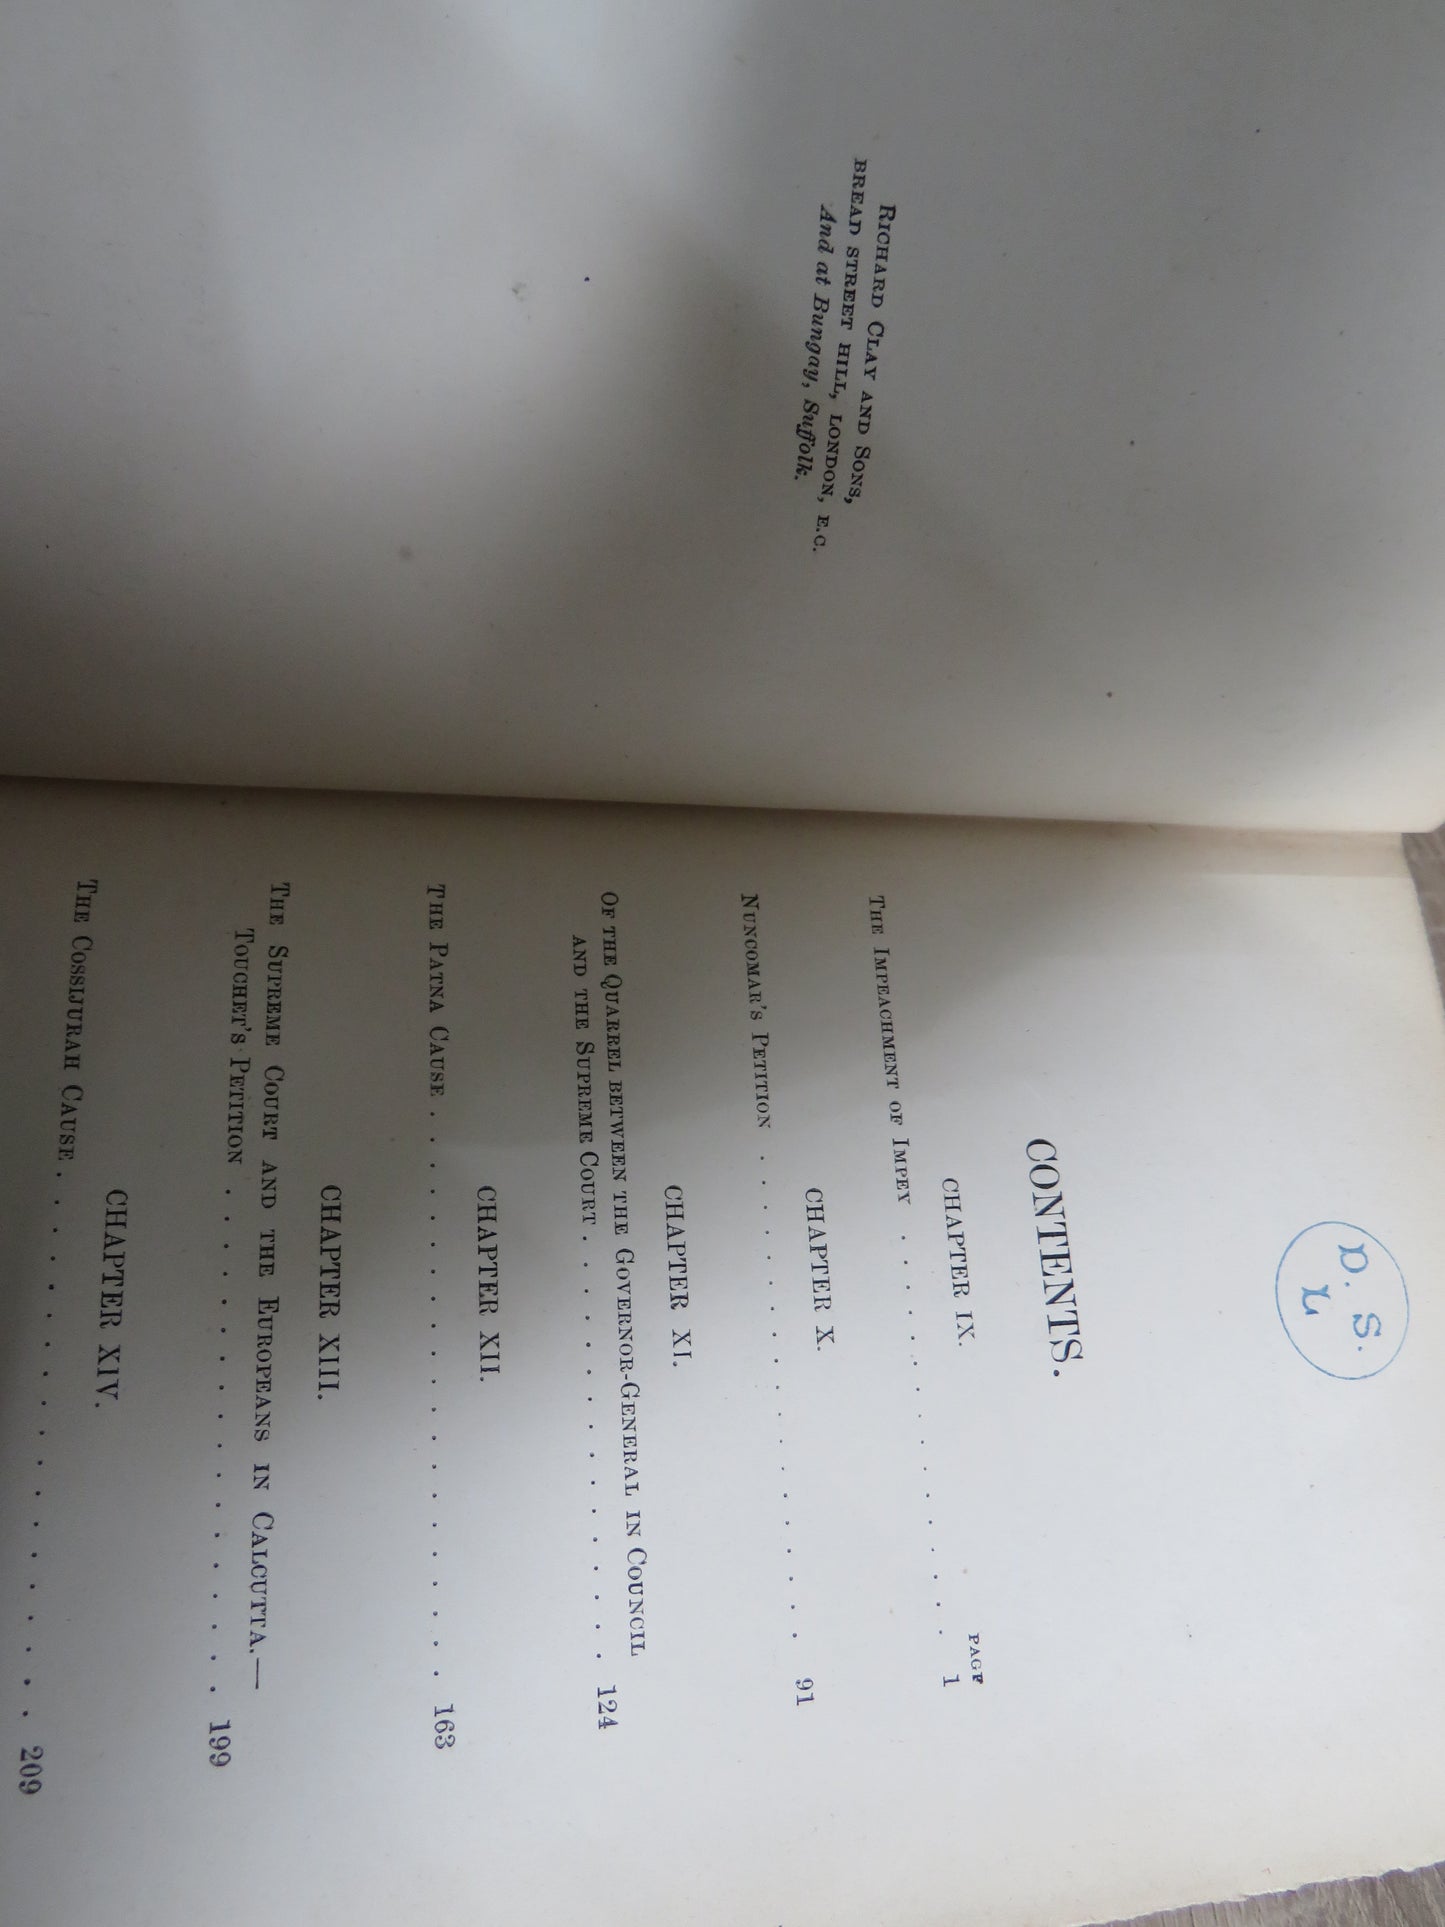 Richard Clay and Sons,
BREAD STREET HILL, LONDON, E.C.
And at Bungay, Suffolk.
D. S.
L
CONTENTS.
CHAPTER IX.
PAGE
The Impeachment of Impey . . . . . . . . . . . 1
CHAPTER X.
Nuncomar's Petition . . . . . . . . . . . . . 91
CHAPTER XI.
Of the Quarrel between the Governor-General in Council
and the Supreme Court . . . . . . . . . . . . 124
CHAPTER XII.
The Patna Cause . . . . . . . . . . . . . . . 163
CHAPTER XIII.
The Supreme Court and the Europeans in Calcutta.—
Touchet's Petition . . . . . . . . . . . . . 199
CHAPTER XIV.
The Cossijurah Cause . . . . . . . . . . . . . 209